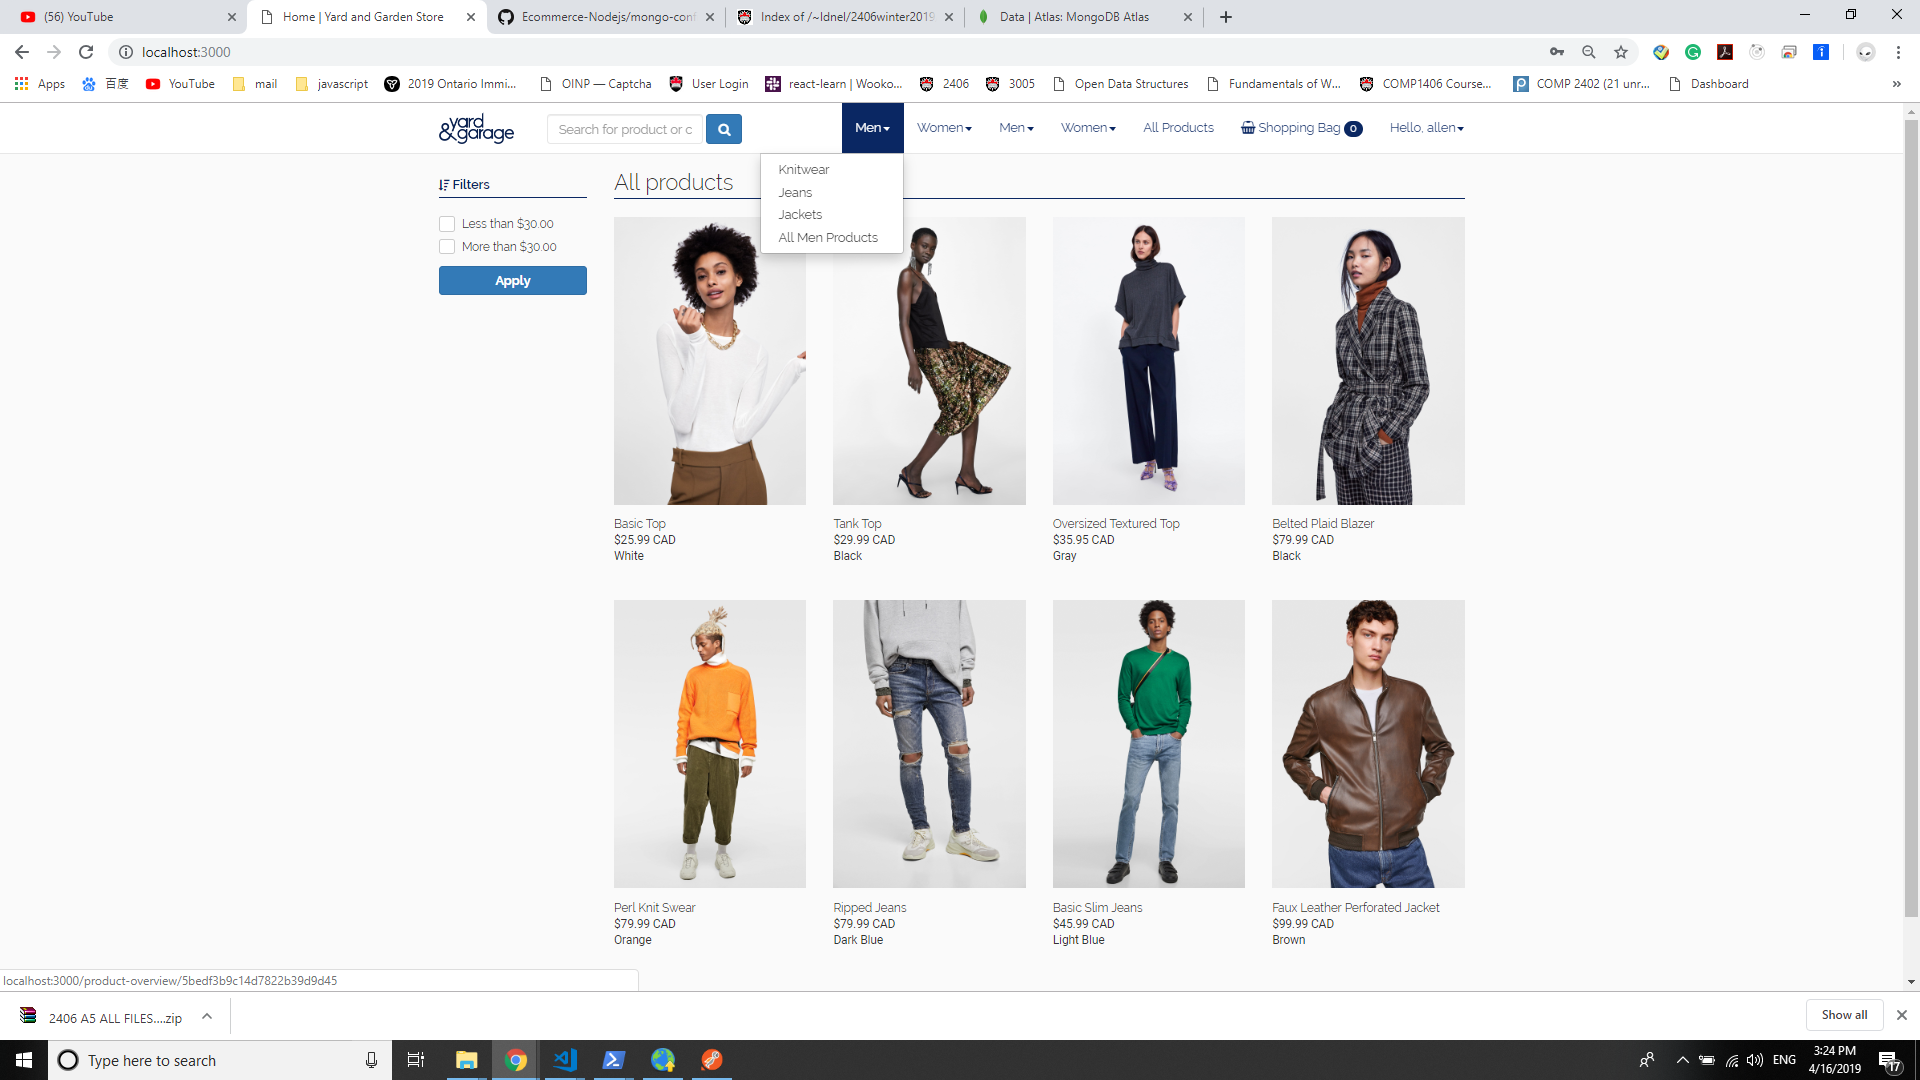 (56) YouTube
Home | Yard and Garden Store
Ecommerce-Nodejs/mongo-conf
Index of /~ldnel/2406winter2019
Data | Atlas: MongoDB Atlas
localhost:3000
Apps
百度
YouTube
mail
javascript
2019 Ontario Immi...
OINP — Captcha
User Login
react-learn | Wooko...
2406
3005
Open Data Structures
Fundamentals of W...
COMP1406 Course...
COMP 2402 (21 unr...
Dashboard
»
yard
&garage
Search for product or c
Men
Women
Men
Women
All Products
Shopping Bag 0
Hello, allen
Knitwear
Jeans
Jackets
All Men Products
Filters
Less than $30.00
More than $30.00
Apply
All products
Basic Top
$25.99 CAD
White
Tank Top
$29.99 CAD
Black
Oversized Textured Top
$35.95 CAD
Gray
Belted Plaid Blazer
$79.99 CAD
Black
Perl Knit Swear
$79.99 CAD
Orange
Ripped Jeans
$79.99 CAD
Dark Blue
Basic Slim Jeans
$45.99 CAD
Light Blue
Faux Leather Perforated Jacket
$99.99 CAD
Brown
localhost:3000/product-overview/5bedf3b9c14d7822b39d9d45
2406 A5 ALL FILES....zip
Show all
Type here to search
ENG
3:24 PM
4/16/2019
17